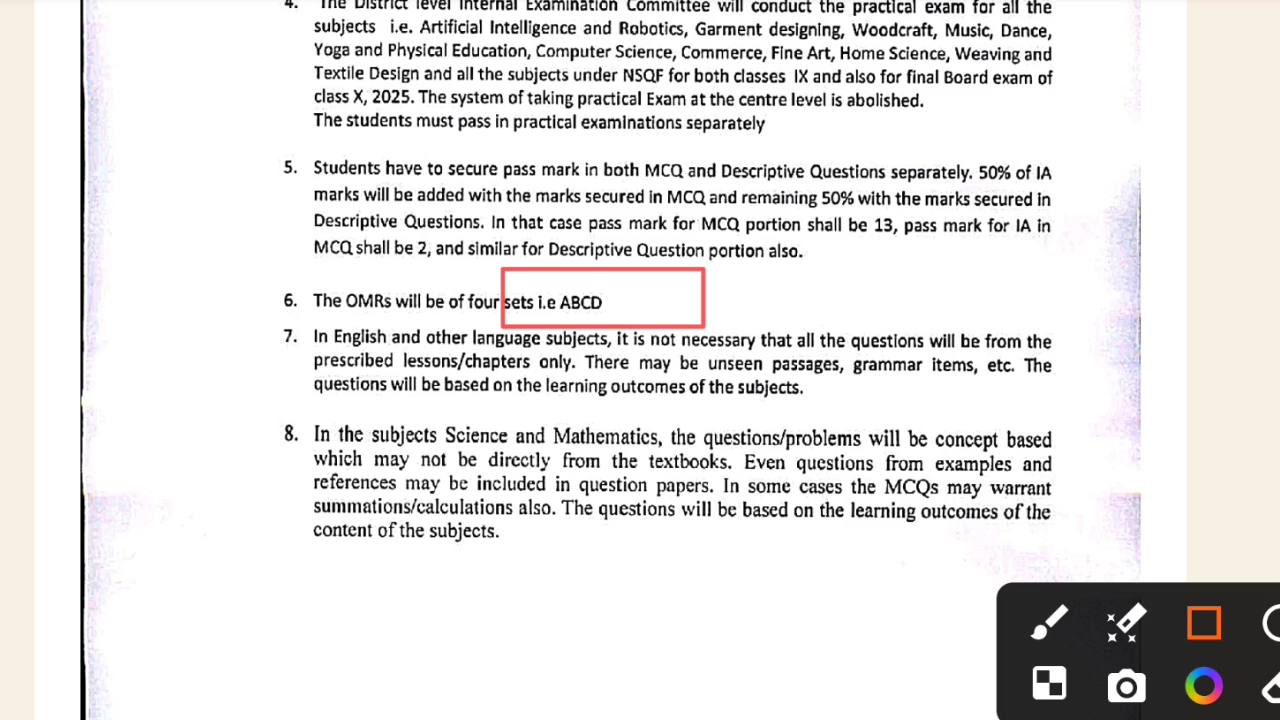 4. The District level Internal Examination Committee will conduct the practical exam for all the
subjects i.e. Artificial Intelligence and Robotics, Garment designing, Woodcraft, Music, Dance,
Yoga and Physical Education, Computer Science, Commerce, Fine Art, Home Science, Weaving and
Textile Design and all the subjects under NSQF for both classes IX and also for final Board exam of
class X, 2025. The system of taking practical Exam at the centre level is abolished.
The students must pass in practical examinations separately
5. Students have to secure pass mark in both MCQ and Descriptive Questions separately. 50% of IA
marks will be added with the marks secured in MCQ and remaining 50% with the marks secured in
Descriptive Questions. In that case pass mark for MCQ portion shall be 13, pass mark for IA in
MCQ shall be 2, and similar for Descriptive Question portion also.
6. The OMRs will be of four sets i.e ABCD
7. In English and other language subjects, it is not necessary that all the questions will be from the
prescribed lessons/chapters only. There may be unseen passages, grammar items, etc. The
questions will be based on the learning outcomes of the subjects.
8. In the subjects Science and Mathematics, the questions/problems will be concept based
which may not be directly from the textbooks. Even questions from examples and
references may be included in question papers. In some cases the MCQs may warrant
summations/calculations also. The questions will be based on the learning outcomes of the
content of the subjects.